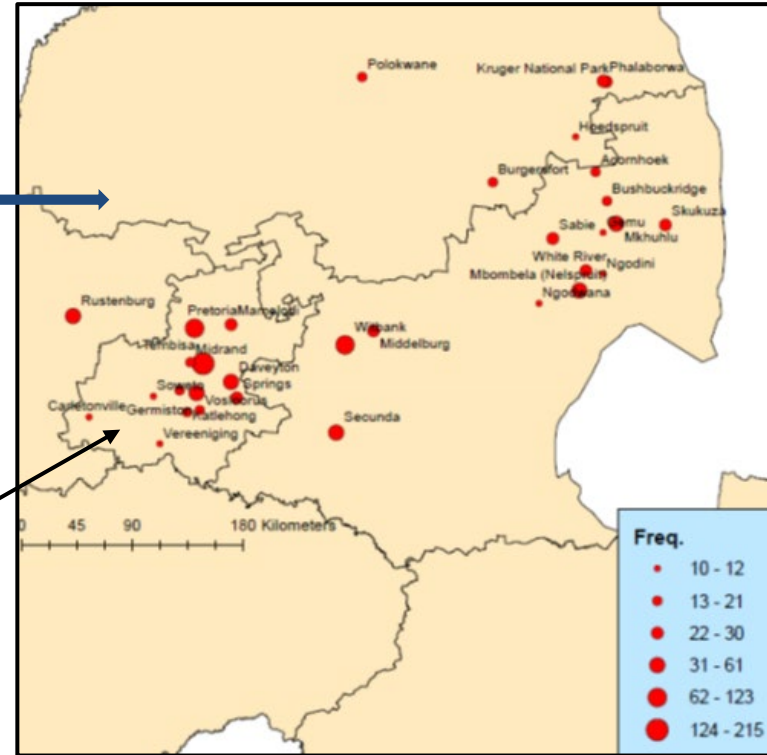 Polokwane
Kruger National Park
Phalaborwa
Hoedspruit
Burgersfort
Acornhoek
Bushbuckridge
Skukuza
Sabie
Mkhuhlu
White River
Ngodini
Mbombela (Nelspruit)
Ngodwana
Rustenburg
Pretoria
Mamelodi
Witbank
Middelburg
Tembisa
Midrand
Daveyton
Soweto
Springs
Vosloorus
Carletonville
Germiston
Katlehong
Vereeniging
Secunda
0 45 90 180 Kilometers
Freq.
10 - 12
13 - 21
22 - 30
31 - 61
62 - 123
124 - 215